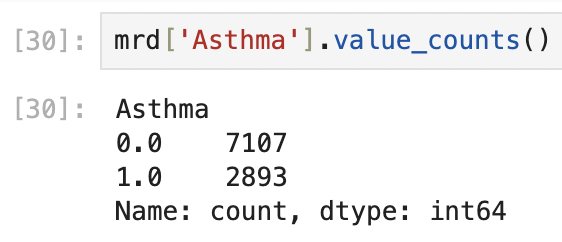 [30]: mrd['Asthma'].value_counts()
[30]: Asthma
0.0    7107
1.0    2893
Name: count, dtype: int64